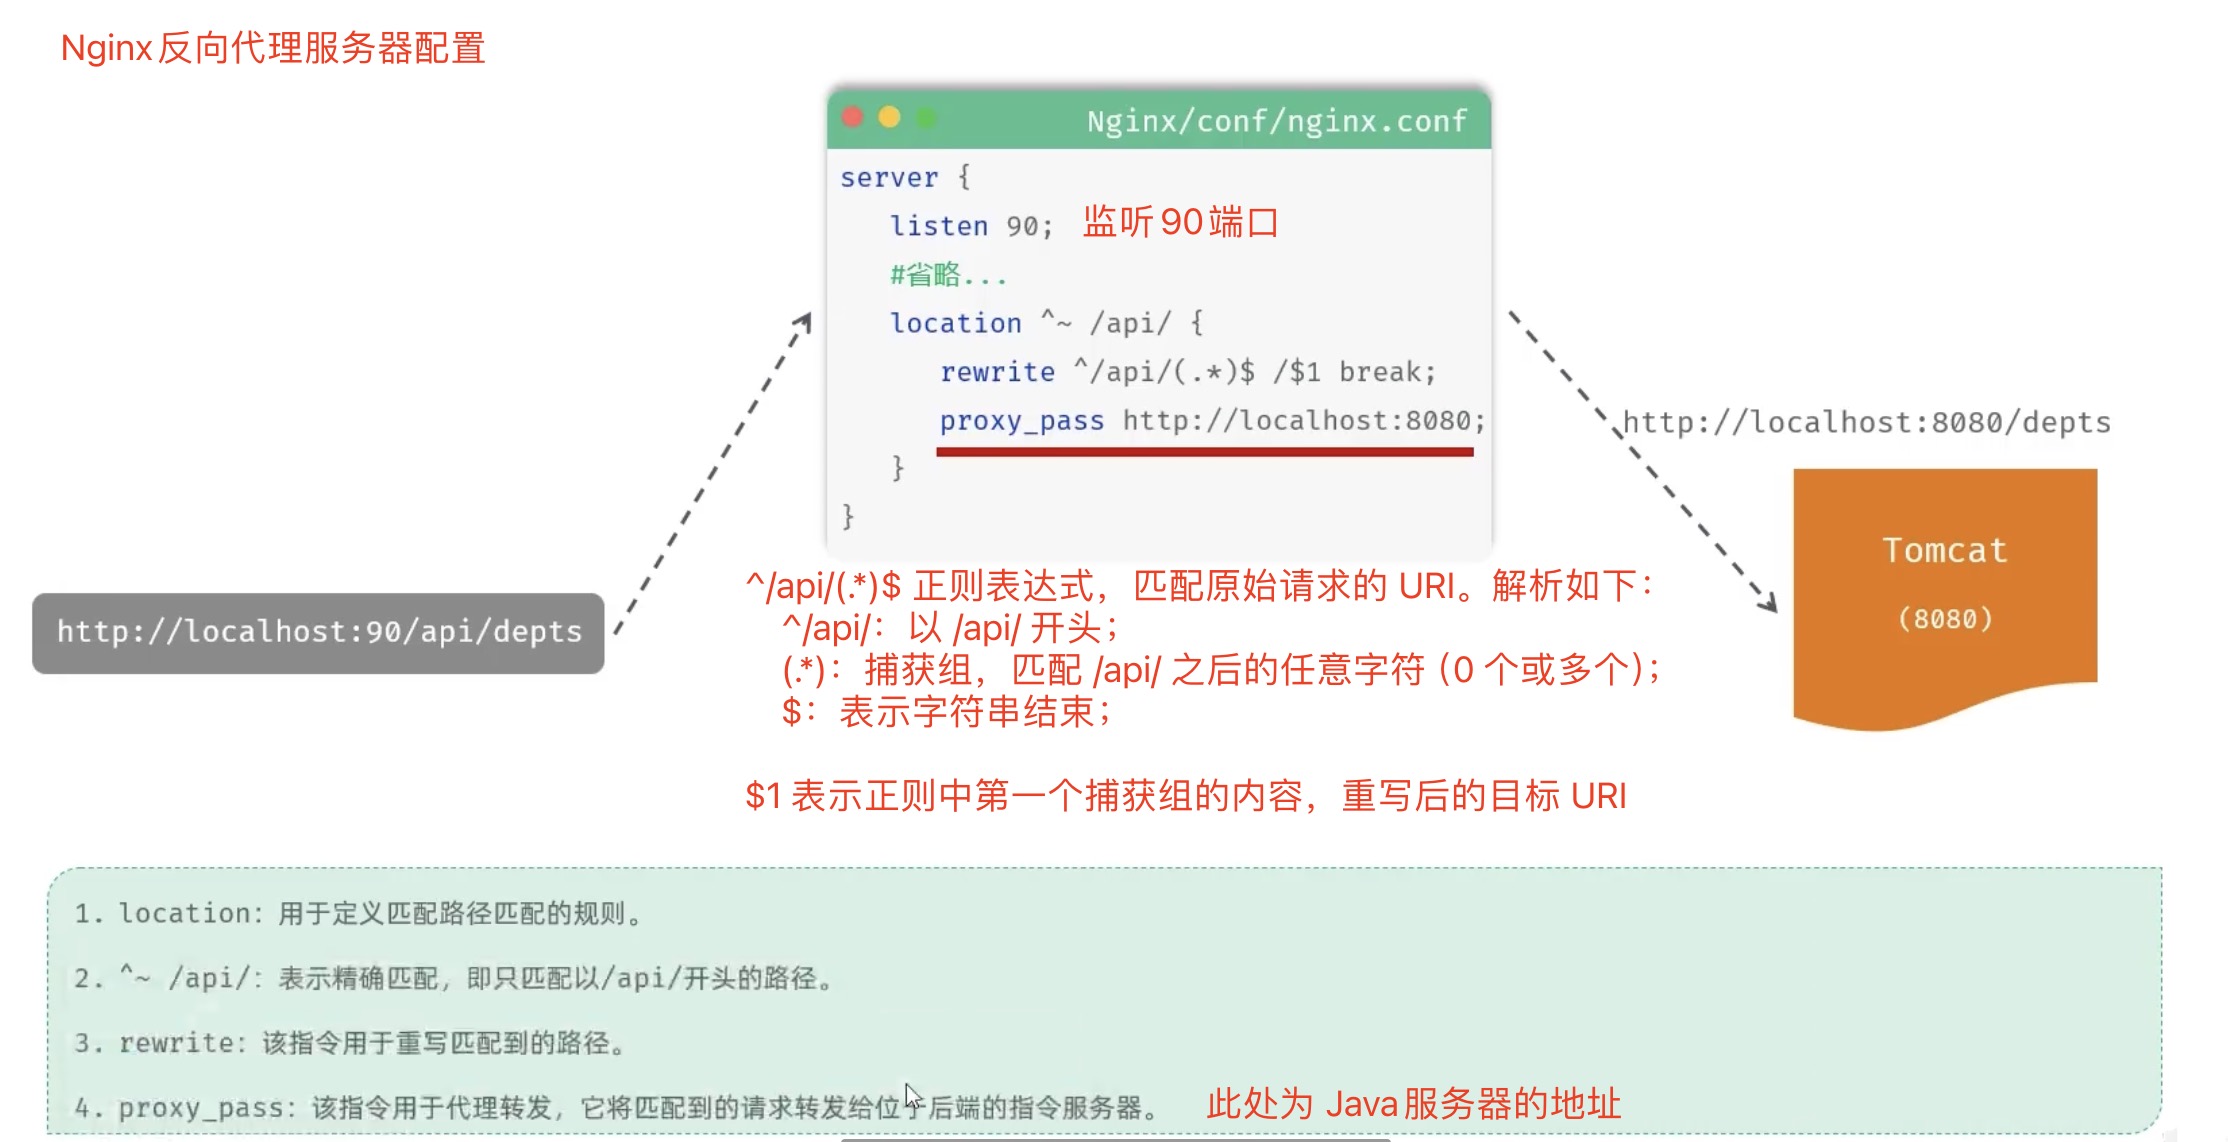 Nginx反向代理服务器配置
Nginx/conf/nginx.conf
server {
listen 90; 监听90端口
#省略...
location ^~ /api/ {
rewrite ^/api/(.*)$ /$1 break;
proxy_pass http://localhost:8080;
}
}
http://localhost:8080/depts
Tomcat
(8080)
http://localhost:90/api/depts
^/api/(.*)$ 正则表达式，匹配原始请求的 URI。解析如下：
^/api/：以 /api/ 开头；
(.*)：捕获组，匹配 /api/ 之后的任意字符（0 个或多个）；
$：表示字符串结束；
$1 表示正则中第一个捕获组的内容，重写后的目标 URI
1. location：用于定义匹配路径匹配的规则。
2. ^~ /api/：表示精确匹配，即只匹配以/api/开头的路径。
3. rewrite：该指令用于重写匹配到的路径。
4. proxy_pass：该指令用于代理转发，它将匹配到的请求转发给位于后端的指令服务器。 此处为 Java服务器的地址